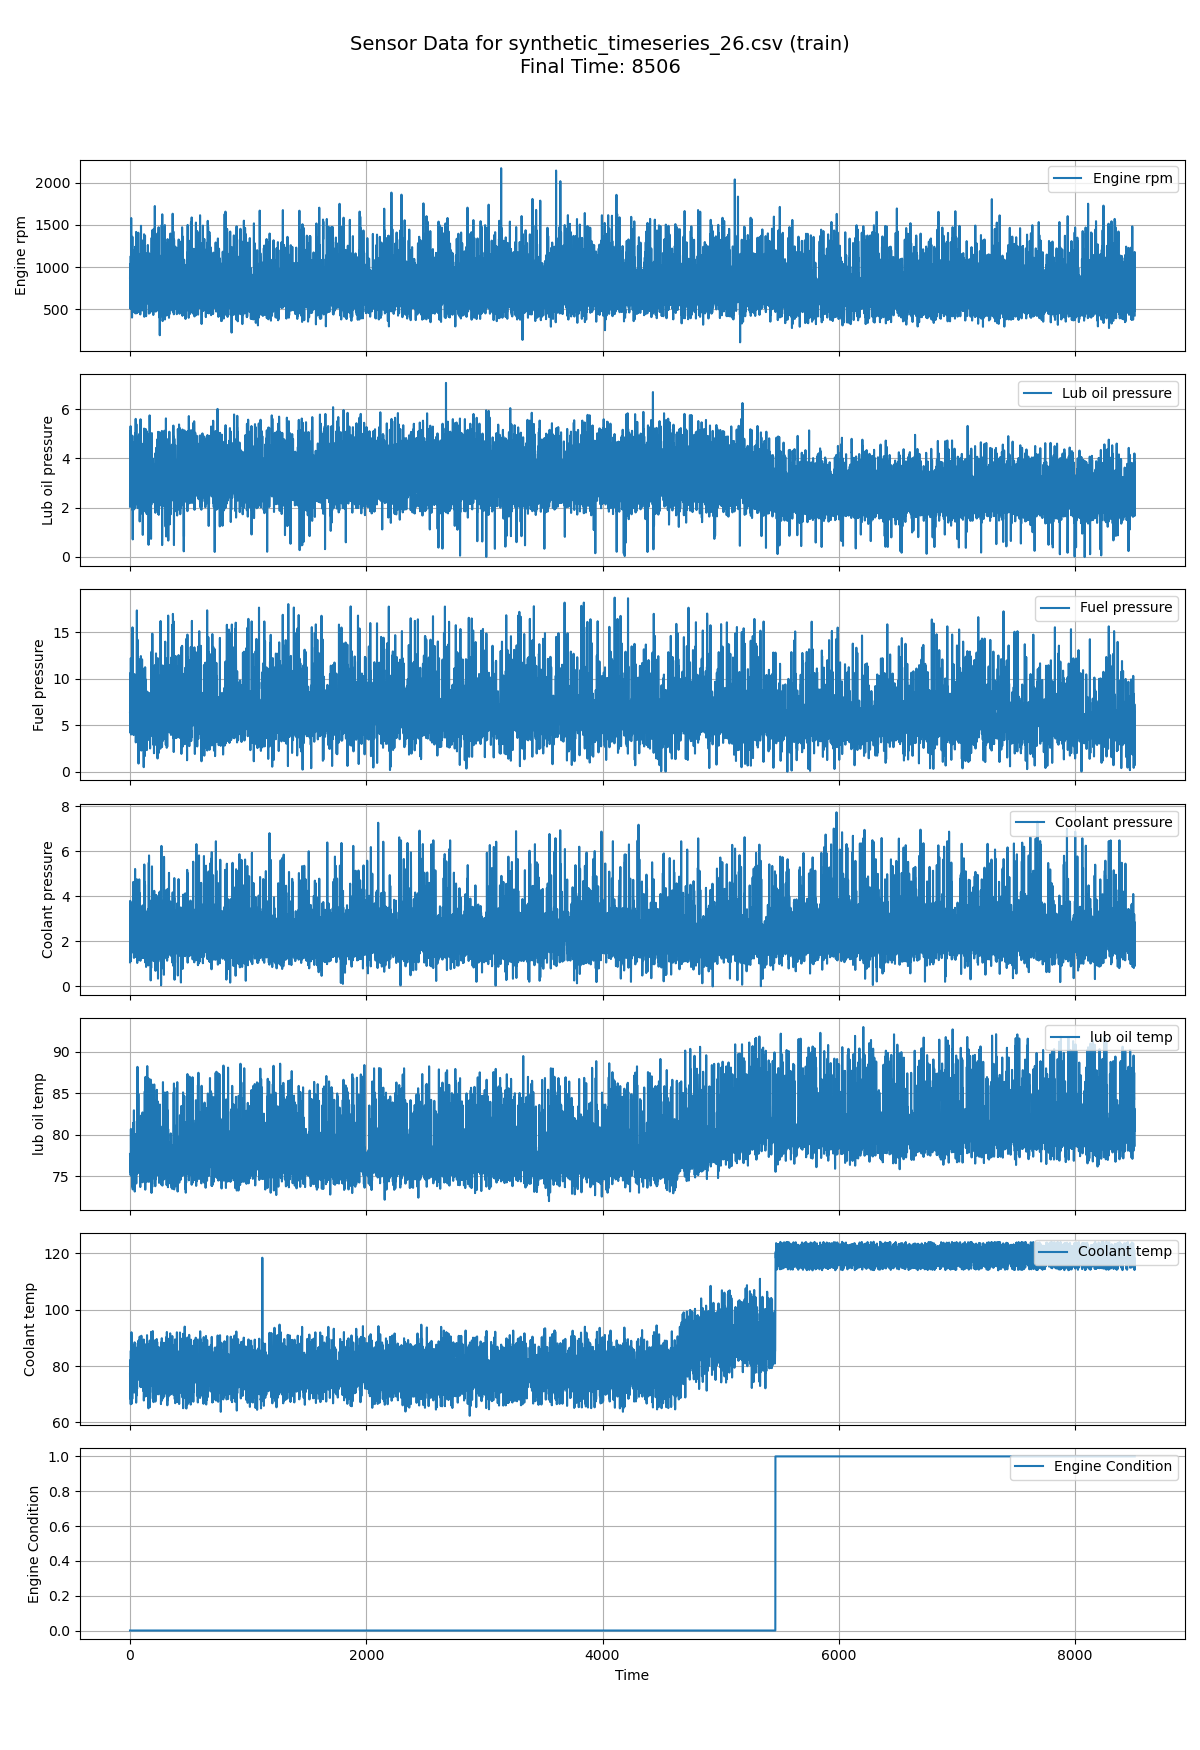 Sensor Data for synthetic_timeseries_26.csv (train)
Final Time: 8506
2000
1500
1000
500
Engine rpm
Engine rpm
6
4
2
0
Lub oil pressure
Lub oil pressure
15
10
5
0
Fuel pressure
Fuel pressure
8
6
4
2
0
Coolant pressure
Coolant pressure
90
85
80
75
lub oil temp
lub oil temp
120
100
80
60
Coolant temp
Coolant temp
1.0
0.8
0.6
0.4
0.2
0.0
Engine Condition
Engine Condition
0 2000 4000 6000 8000
Time